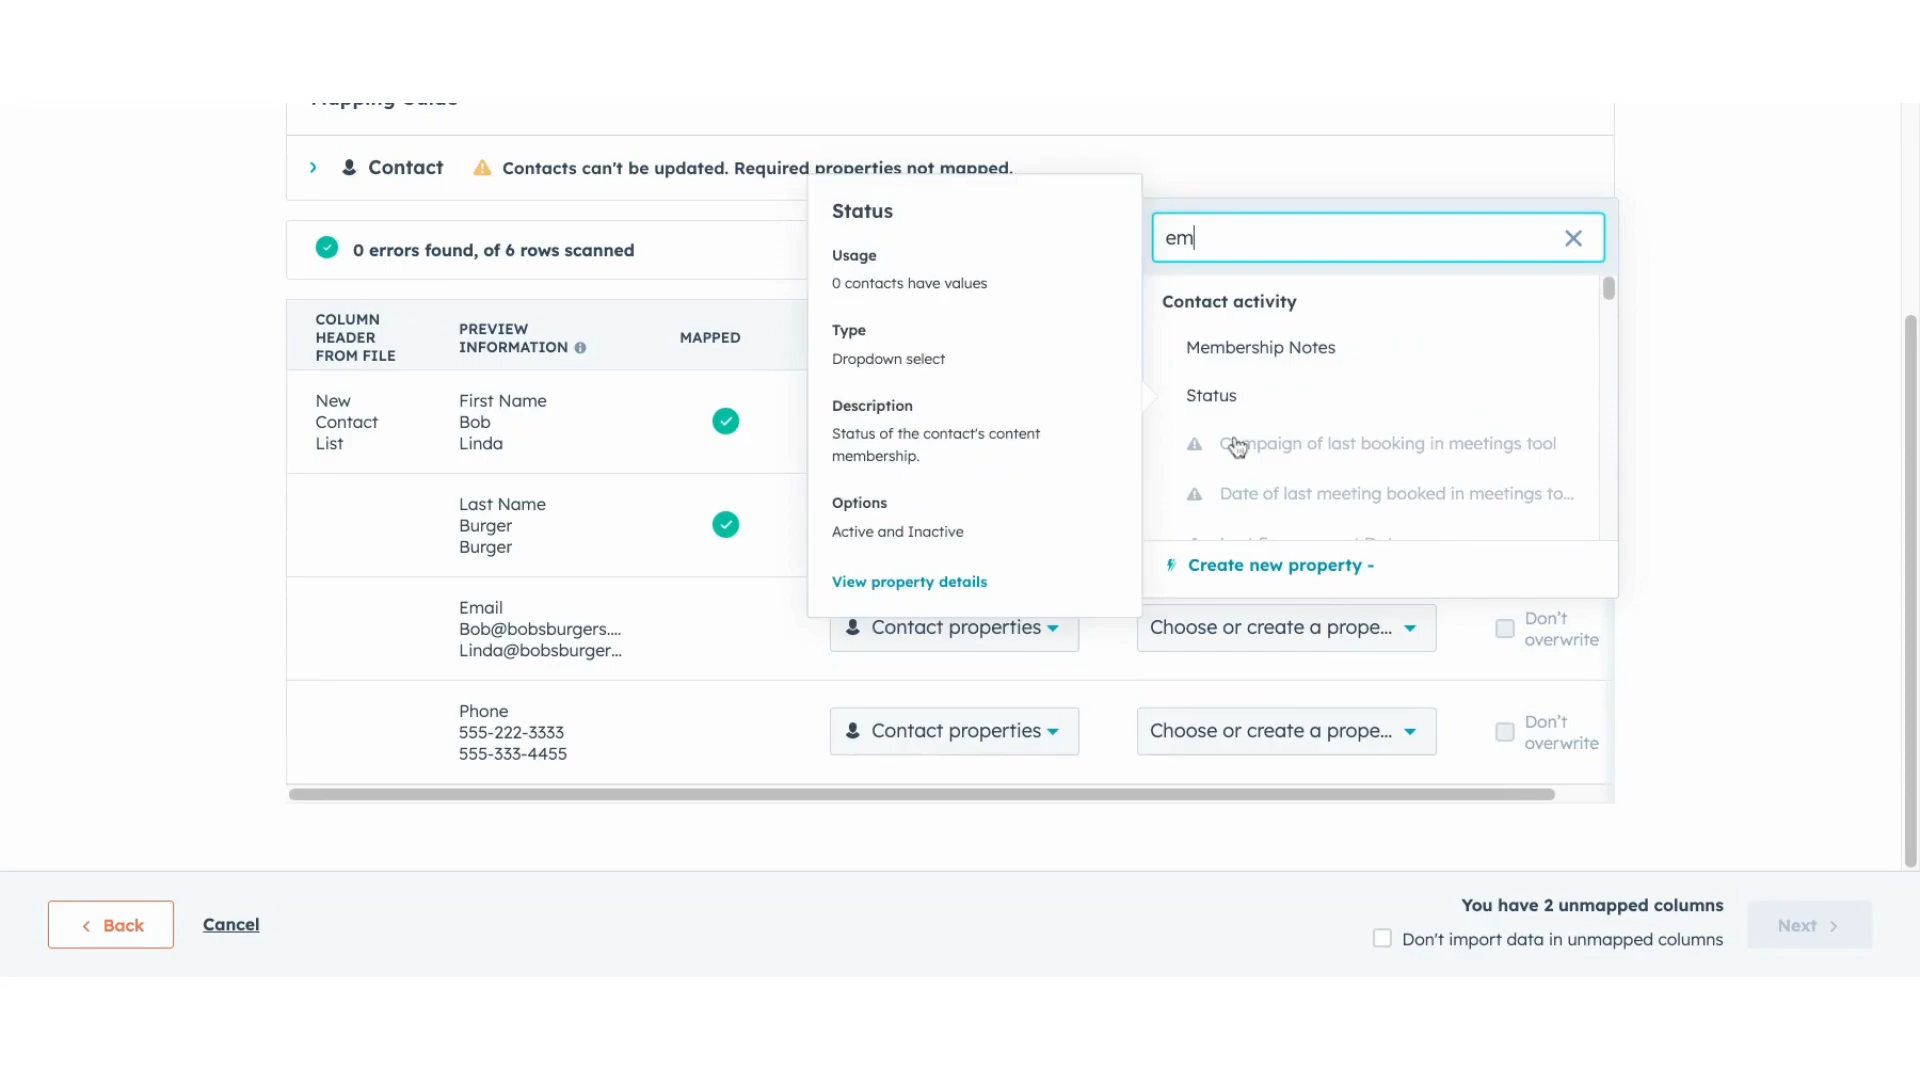 Mapping Guide
Contact
Contacts can't be updated. Required properties not mapped.
0 errors found, of 6 rows scanned
COLUMN
HEADER
FROM FILE
PREVIEW
INFORMATION
MAPPED
New
Contact
List
First Name
Bob
Linda
Last Name
Burger
Burger
Email
Bob@bobsburgers....
Linda@bobsburger...
Phone
555-222-3333
555-333-4455
Status
Usage
0 contacts have values
Type
Dropdown select
Description
Status of the contact's content
membership.
Options
Active and Inactive
View property details
em
Contact activity
Membership Notes
Status
Campaign of last booking in meetings tool
Date of last meeting booked in meetings to...
Create new property -
Contact properties
Choose or create a prope...
Don't
overwrite
Contact properties
Choose or create a prope...
Don't
overwrite
Back
Cancel
You have 2 unmapped columns
Don't import data in unmapped columns
Next